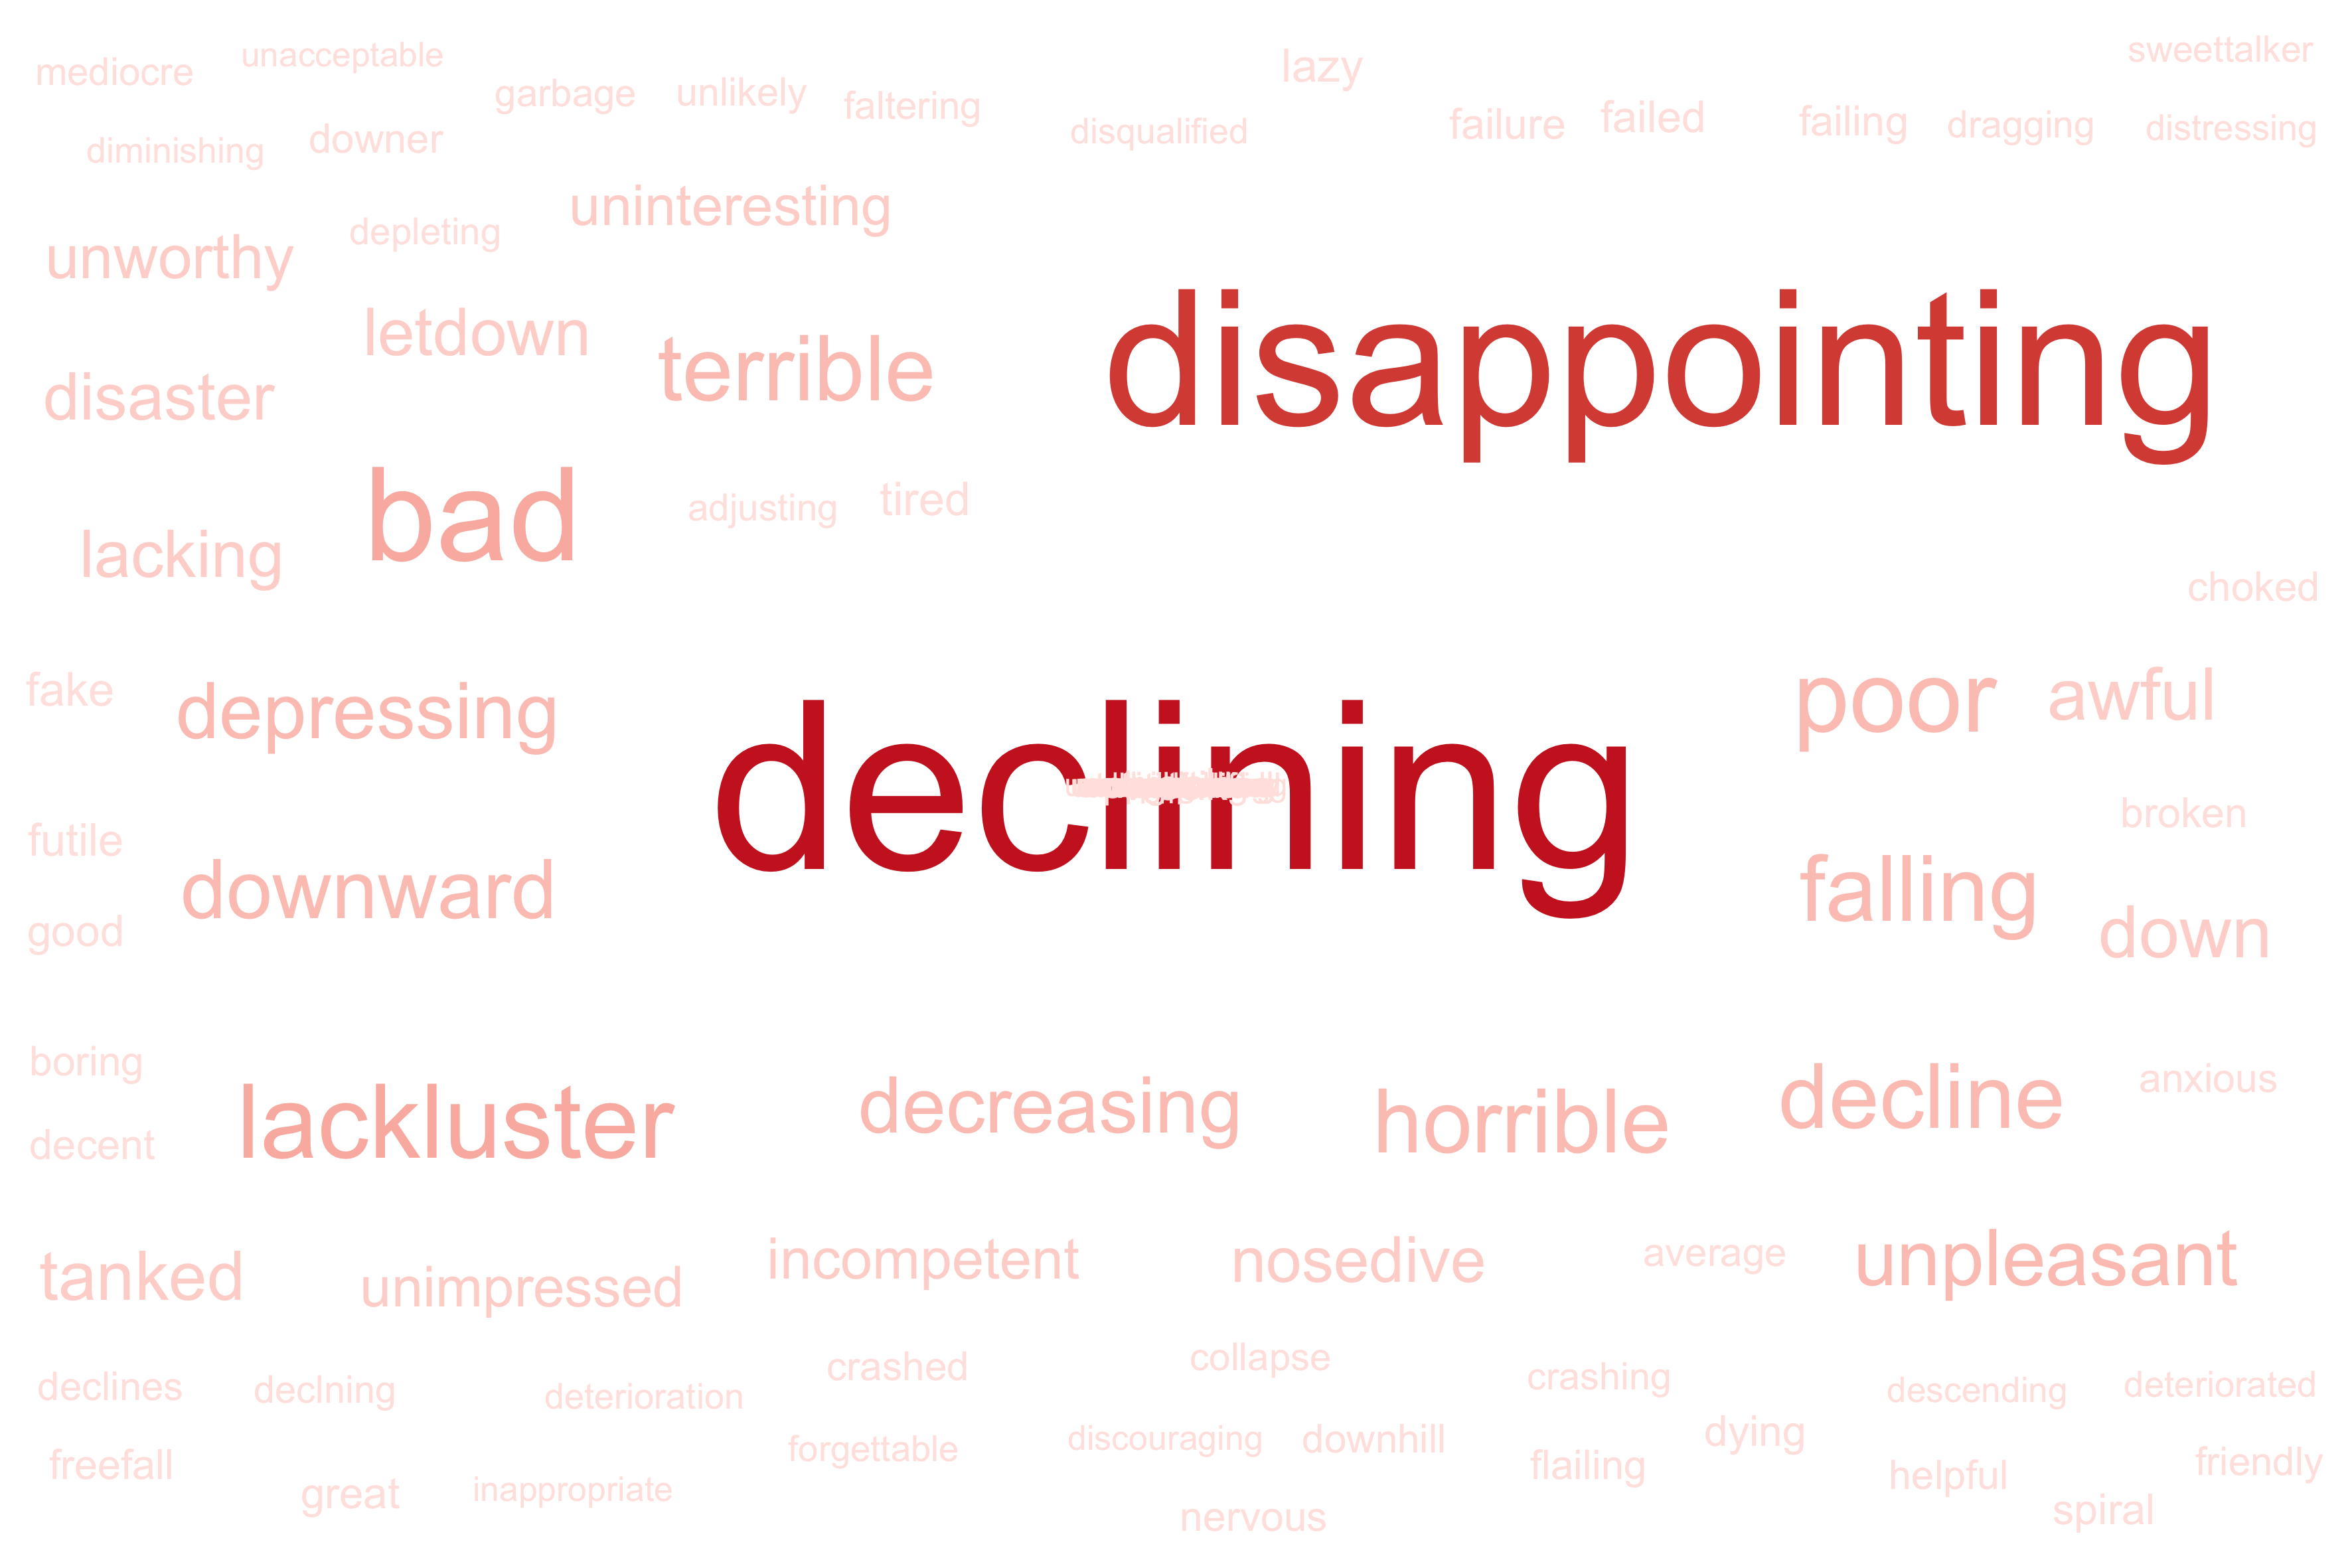 mediocre
unacceptable
garbage
unlikely
faltering
lazy
sweettalker
diminishing
downer
disqualified
failure
failed
failing
dragging
distressing
unworthy
depleting
uninteresting
letdown
terrible
disappointing
disaster
bad
adjusting
tired
lacking
choked
fake
depressing
declining
poor
awful
futile
downward
broken
good
falling
down
boring
lackluster
decreasing
horrible
decline
anxious
decent
tanked
unimpressed
incompetent
nosedive
average
unpleasant
declines
declning
deterioration
crashed
collapse
crashing
descending
deteriorated
freefall
great
inappropriate
forgettable
discouraging
downhill
nervous
flailing
dying
helpful
spiral
friendly